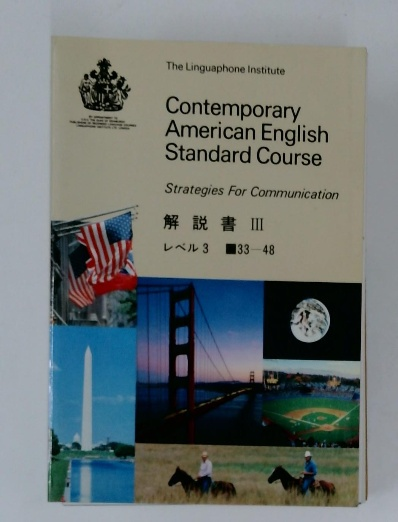 The Linguaphone Institute
Contemporary
American English
Standard Course
Strategies For Communication
解説書 III
レベル3 ■33—48